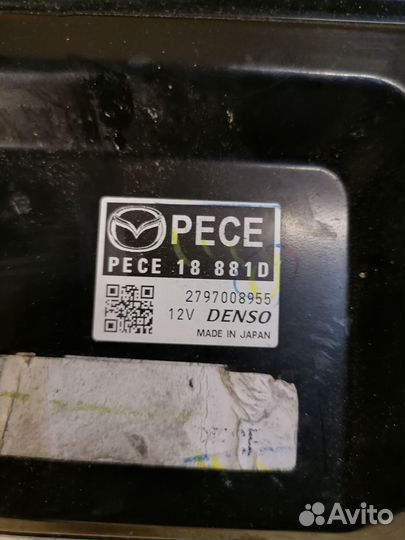 PECE
PECE 18 881D
2797008955
12V DENSO
MADE IN JAPAN
Avito